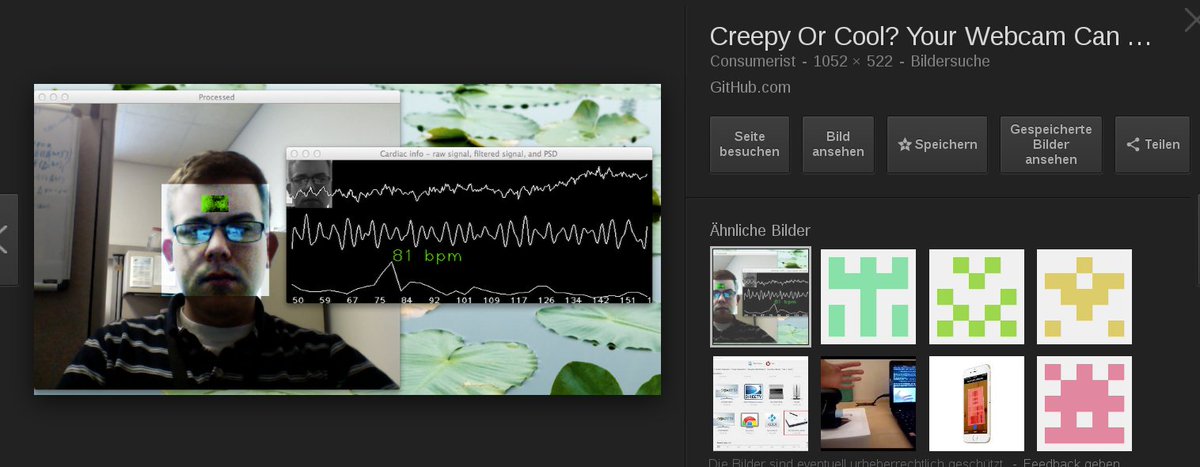 Processed
Cardiac info - raw signal, filtered signal, and PSD
81 bpm
50 59 67 75 84 92 101 109 117 126 134 142 151 1
Creepy Or Cool? Your Webcam Can …
Consumerist - 1052 × 522 - Bildersuche
GitHub.com
Seite
besuchen
Bild
ansehen
Speichern
Gespeicherte
Bilder
ansehen
Teilen
Ähnliche Bilder
Die Bilder sind eventuell urheberrechtlich geschützt. - Feedback geben